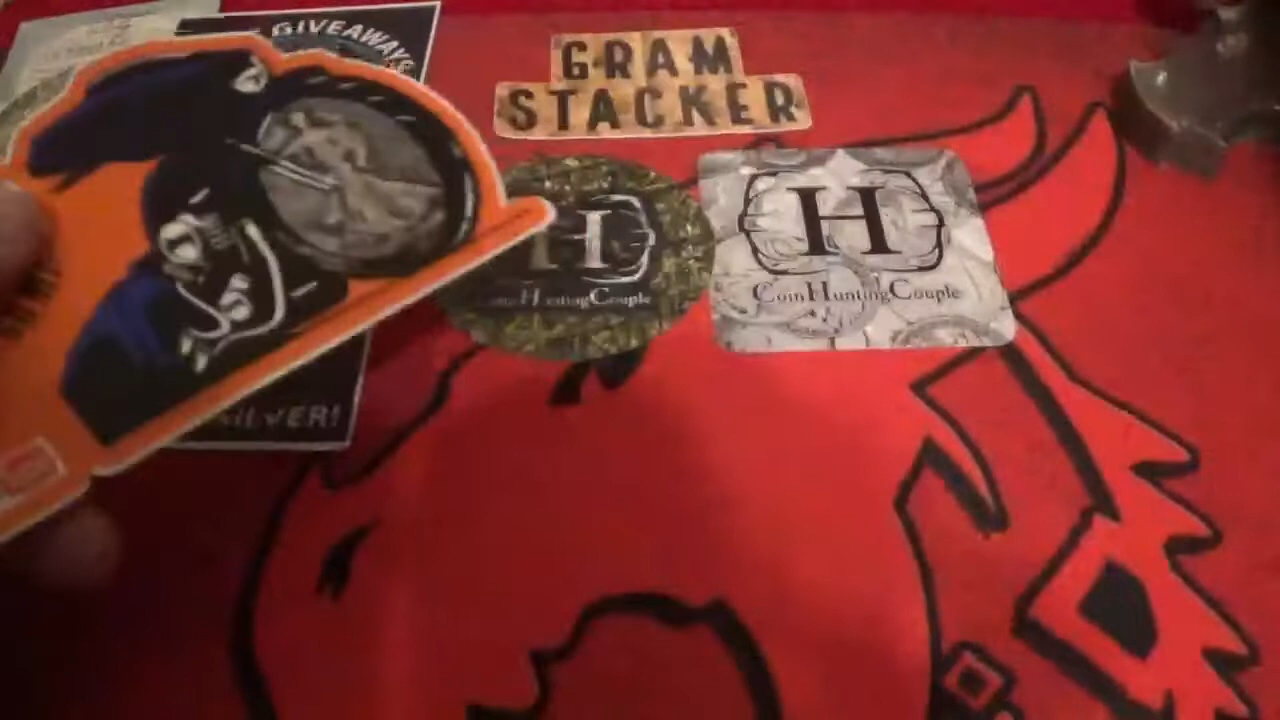 GIVEAWAYS
GRAM
STACKER
H
CoinHuntingCouple
H
CoinHuntingCouple
SILVER!